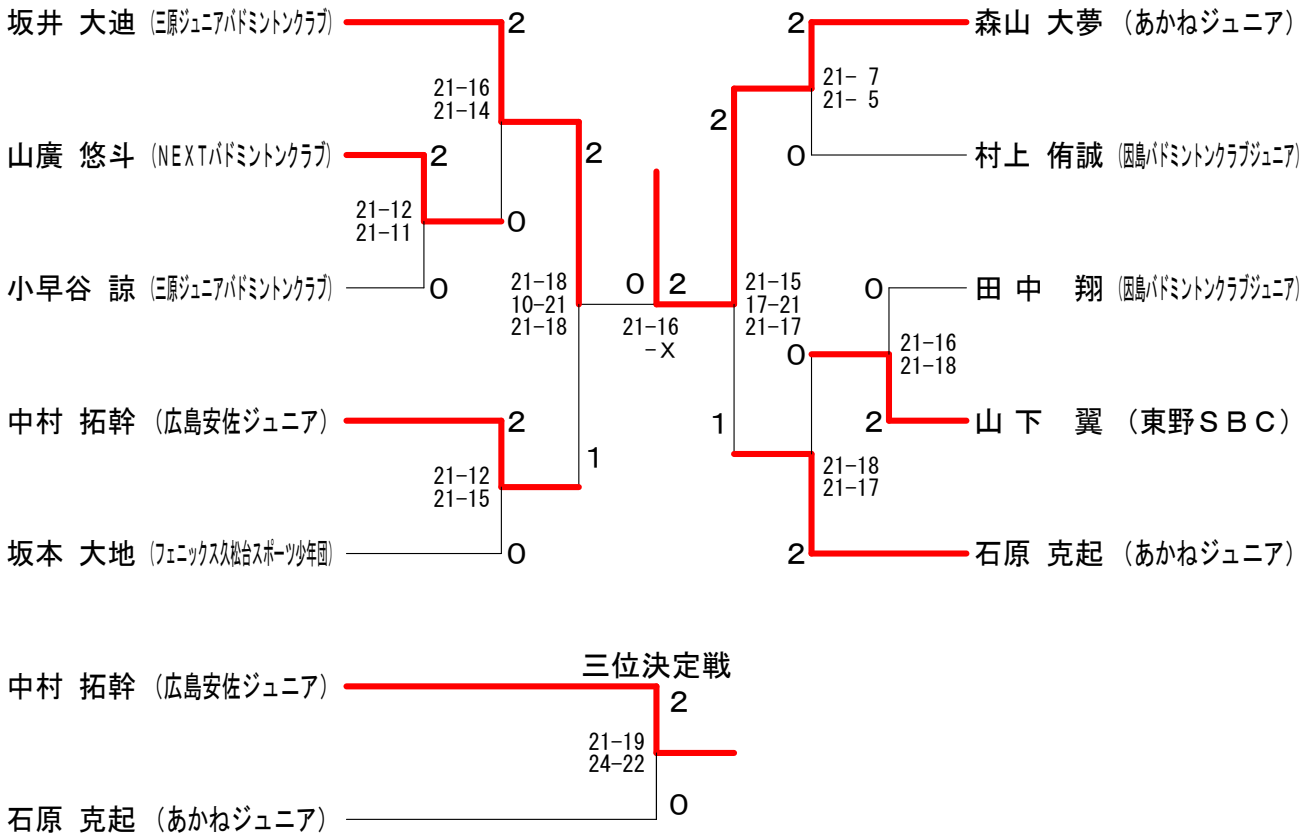 坂井 大迪 (三原ジュニアバドミントンクラブ) 2 2 森山 大夢 (あかねジュニア)
21-16 21- 7
21-14 21- 5
2 2
山廣 悠斗 (NEXTバドミントンクラブ) 2 0 村上 侑誠 (因島バドミントンクラブジュニア)
21-12
21-11 0
小早谷 諒 (三原ジュニアバドミントンクラブ) 0 0 2 0 田中 翔 (因島バドミントンクラブジュニア)
21-18 21-15
10-21 17-21
21-18 21-16 21-17
-X 0 21-16
21-18
中村 拓幹 (広島安佐ジュニア) 2 1 1 2 山下 翼 (東野SBC)
21-12 21-18
21-15 21-17
坂本 大地 (フェニックス久松台スポーツ少年団) 0 2 石原 克起 (あかねジュニア)
三位決定戦
中村 拓幹 (広島安佐ジュニア) 2
21-19
24-22
石原 克起 (あかねジュニア) 0